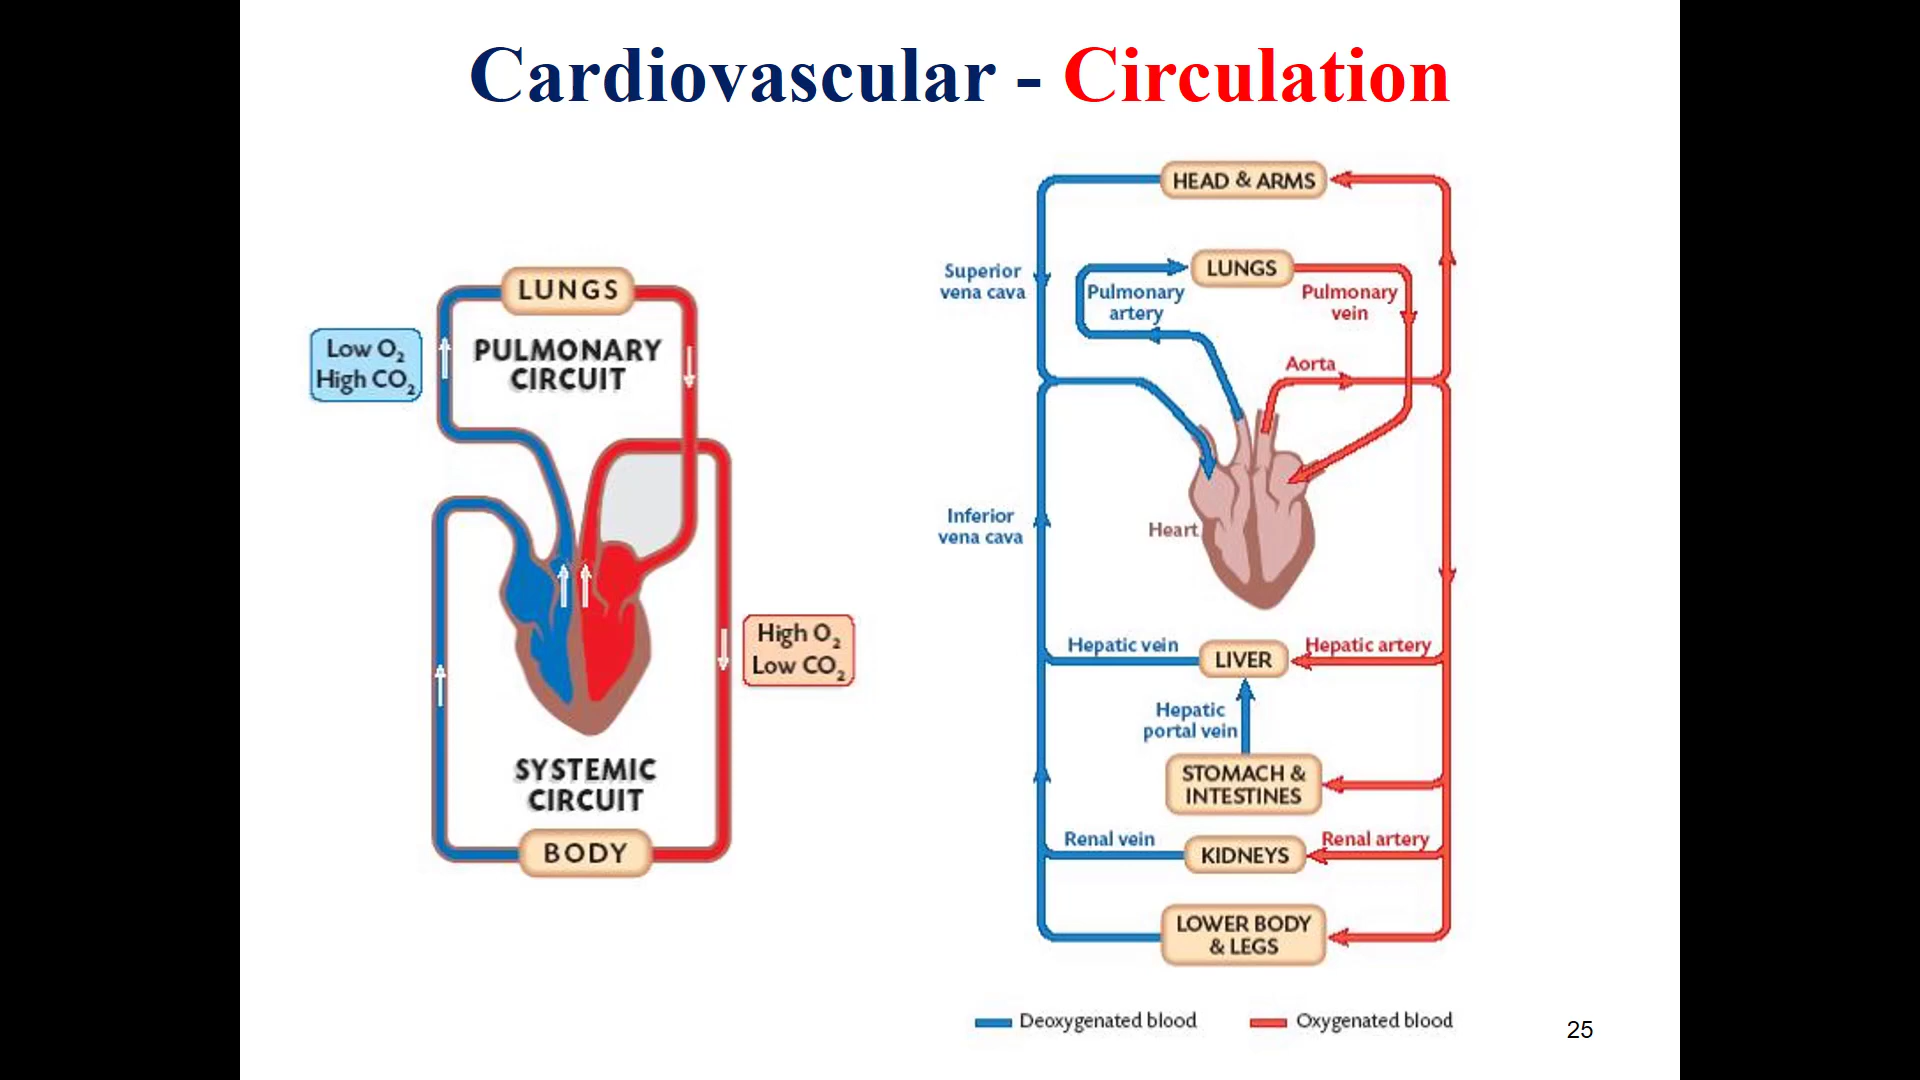 Cardiovascular - Circulation
LUNGS
Low O₂
High CO₂
PULMONARY
CIRCUIT
High O₂
Low CO₂
SYSTEMIC
CIRCUIT
BODY
HEAD & ARMS
Superior
vena cava
LUNGS
Pulmonary
artery
Pulmonary
vein
Aorta
Inferior
vena cava
Heart
Hepatic vein
LIVER
Hepatic artery
Hepatic
portal vein
STOMACH &
INTESTINES
Renal vein
KIDNEYS
Renal artery
LOWER BODY
& LEGS
Deoxygenated blood
Oxygenated blood
25